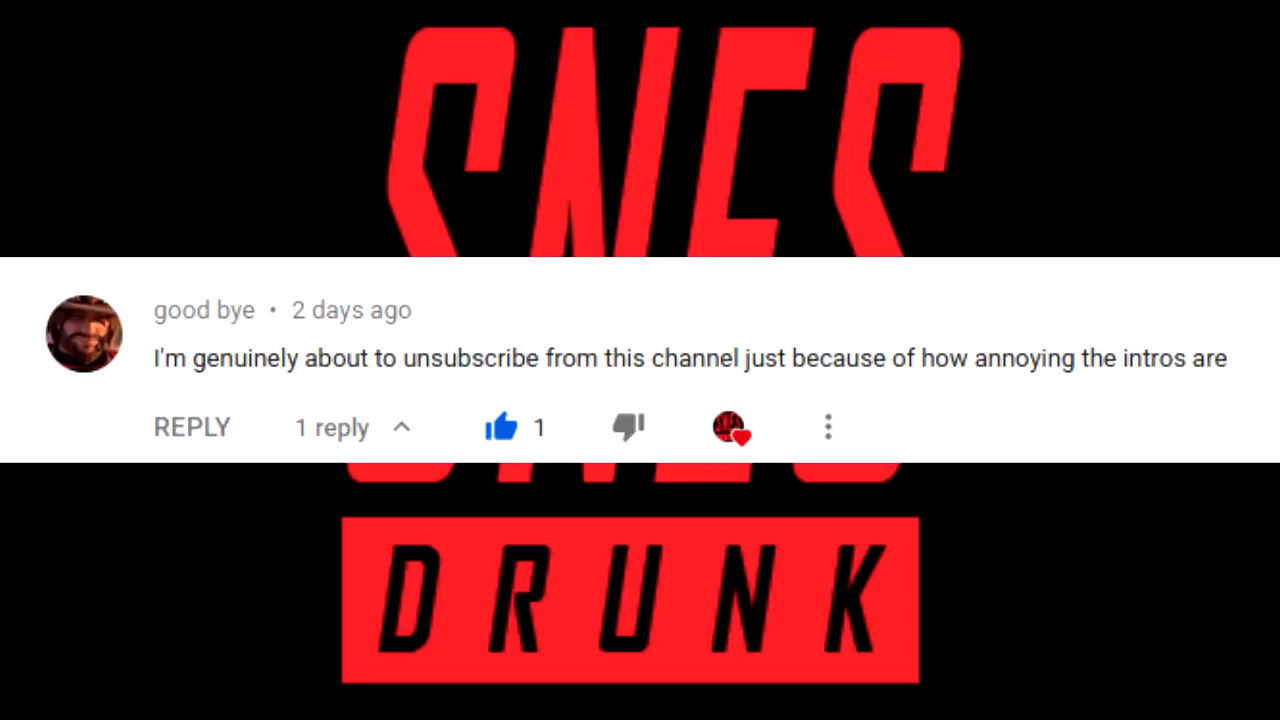 SNES
good bye • 2 days ago
I'm genuinely about to unsubscribe from this channel just because of how annoying the intros are
REPLY 1 reply 1
DRUNK